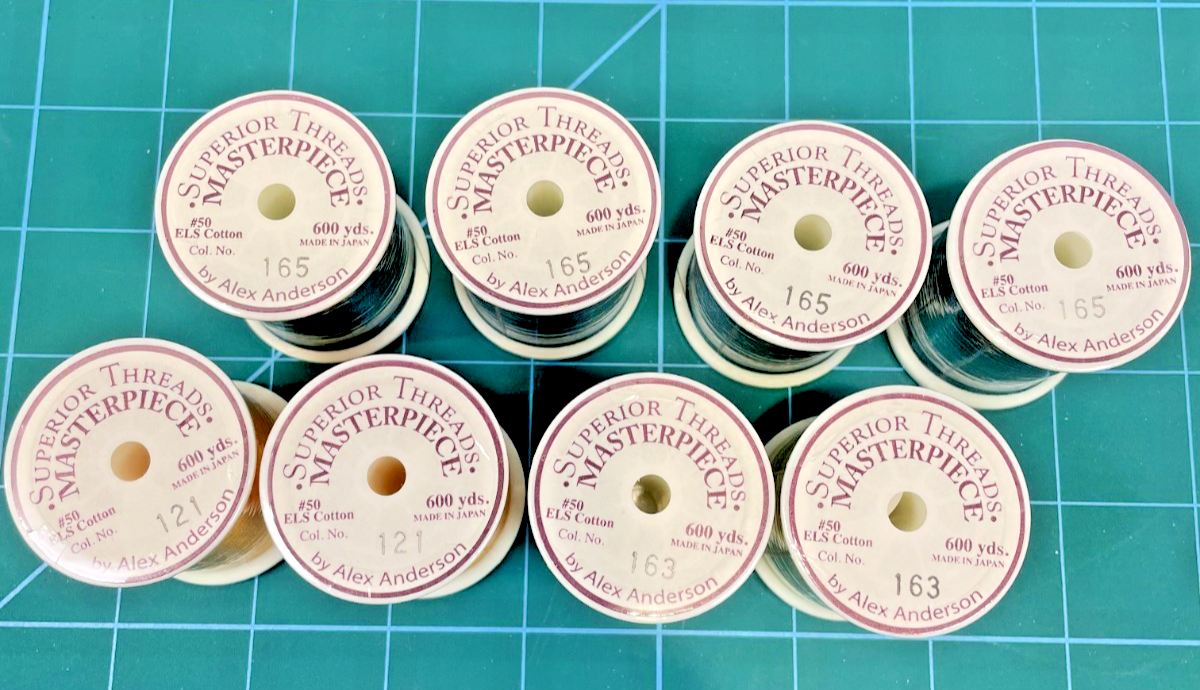 SUPERIOR THREADS
MASTERPIECE
#50
ELS Cotton
600 yds.
MADE IN JAPAN
Col. No.
165
by Alex Anderson
SUPERIOR THREADS
MASTERPIECE
#50
ELS Cotton
600 yds.
MADE IN JAPAN
Col. No.
165
by Alex Anderson
SUPERIOR THREADS
MASTERPIECE
#50
ELS Cotton
600 yds.
MADE IN JAPAN
Col. No.
165
by Alex Anderson
SUPERIOR THREADS
MASTERPIECE
#50
ELS Cotton
600 yds.
MADE IN JAPAN
Col. No.
165
by Alex Anderson
SUPERIOR THREADS
MASTERPIECE
#50
ELS Cotton
600 yds.
MADE IN JAPAN
Col. No.
121
by Alex Anderson
SUPERIOR THREADS
MASTERPIECE
#50
ELS Cotton
600 yds.
MADE IN JAPAN
Col. No.
121
by Alex Anderson
SUPERIOR THREADS
MASTERPIECE
#50
ELS Cotton
600 yds.
MADE IN JAPAN
Col. No.
163
by Alex Anderson
SUPERIOR THREADS
MASTERPIECE
#50
ELS Cotton
600 yds.
MADE IN JAPAN
Col. No.
163
by Alex Anderson